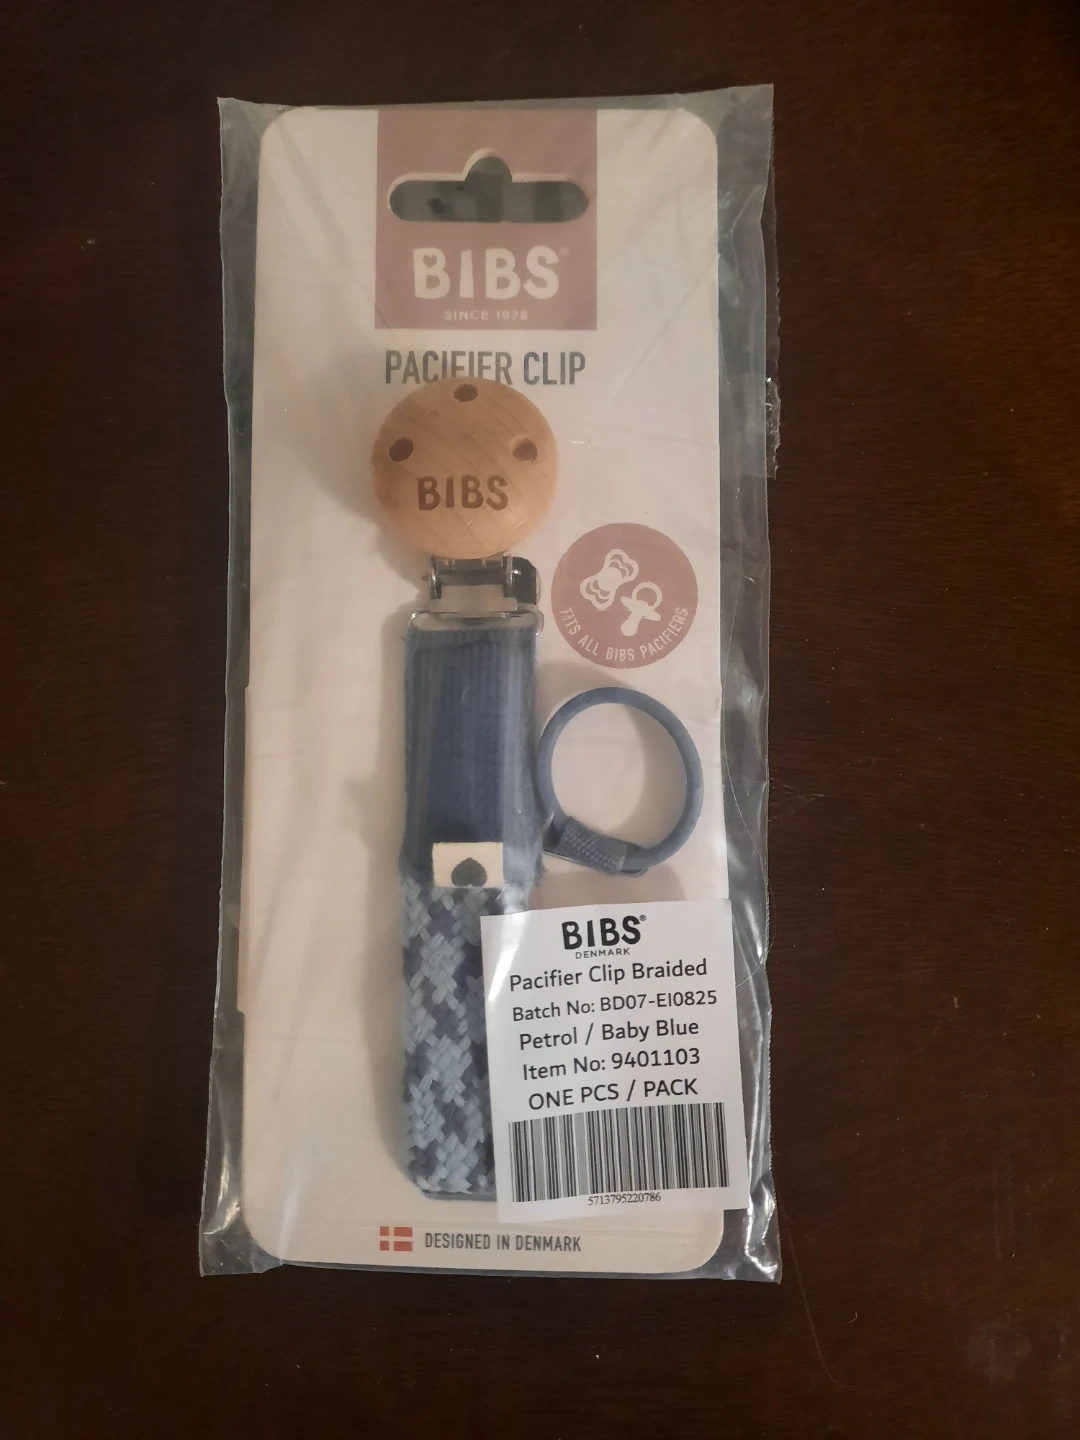 BIBS®
SINCE 1978
PACIFIER CLIP
BIBS
FITS ALL BIBS PACIFIERS
BIBS®
DENMARK
Pacifier Clip Braided
Batch No: BD07-EI0825
Petrol / Baby Blue
Item No: 9401103
ONE PCS / PACK
5713795220786
DESIGNED IN DENMARK